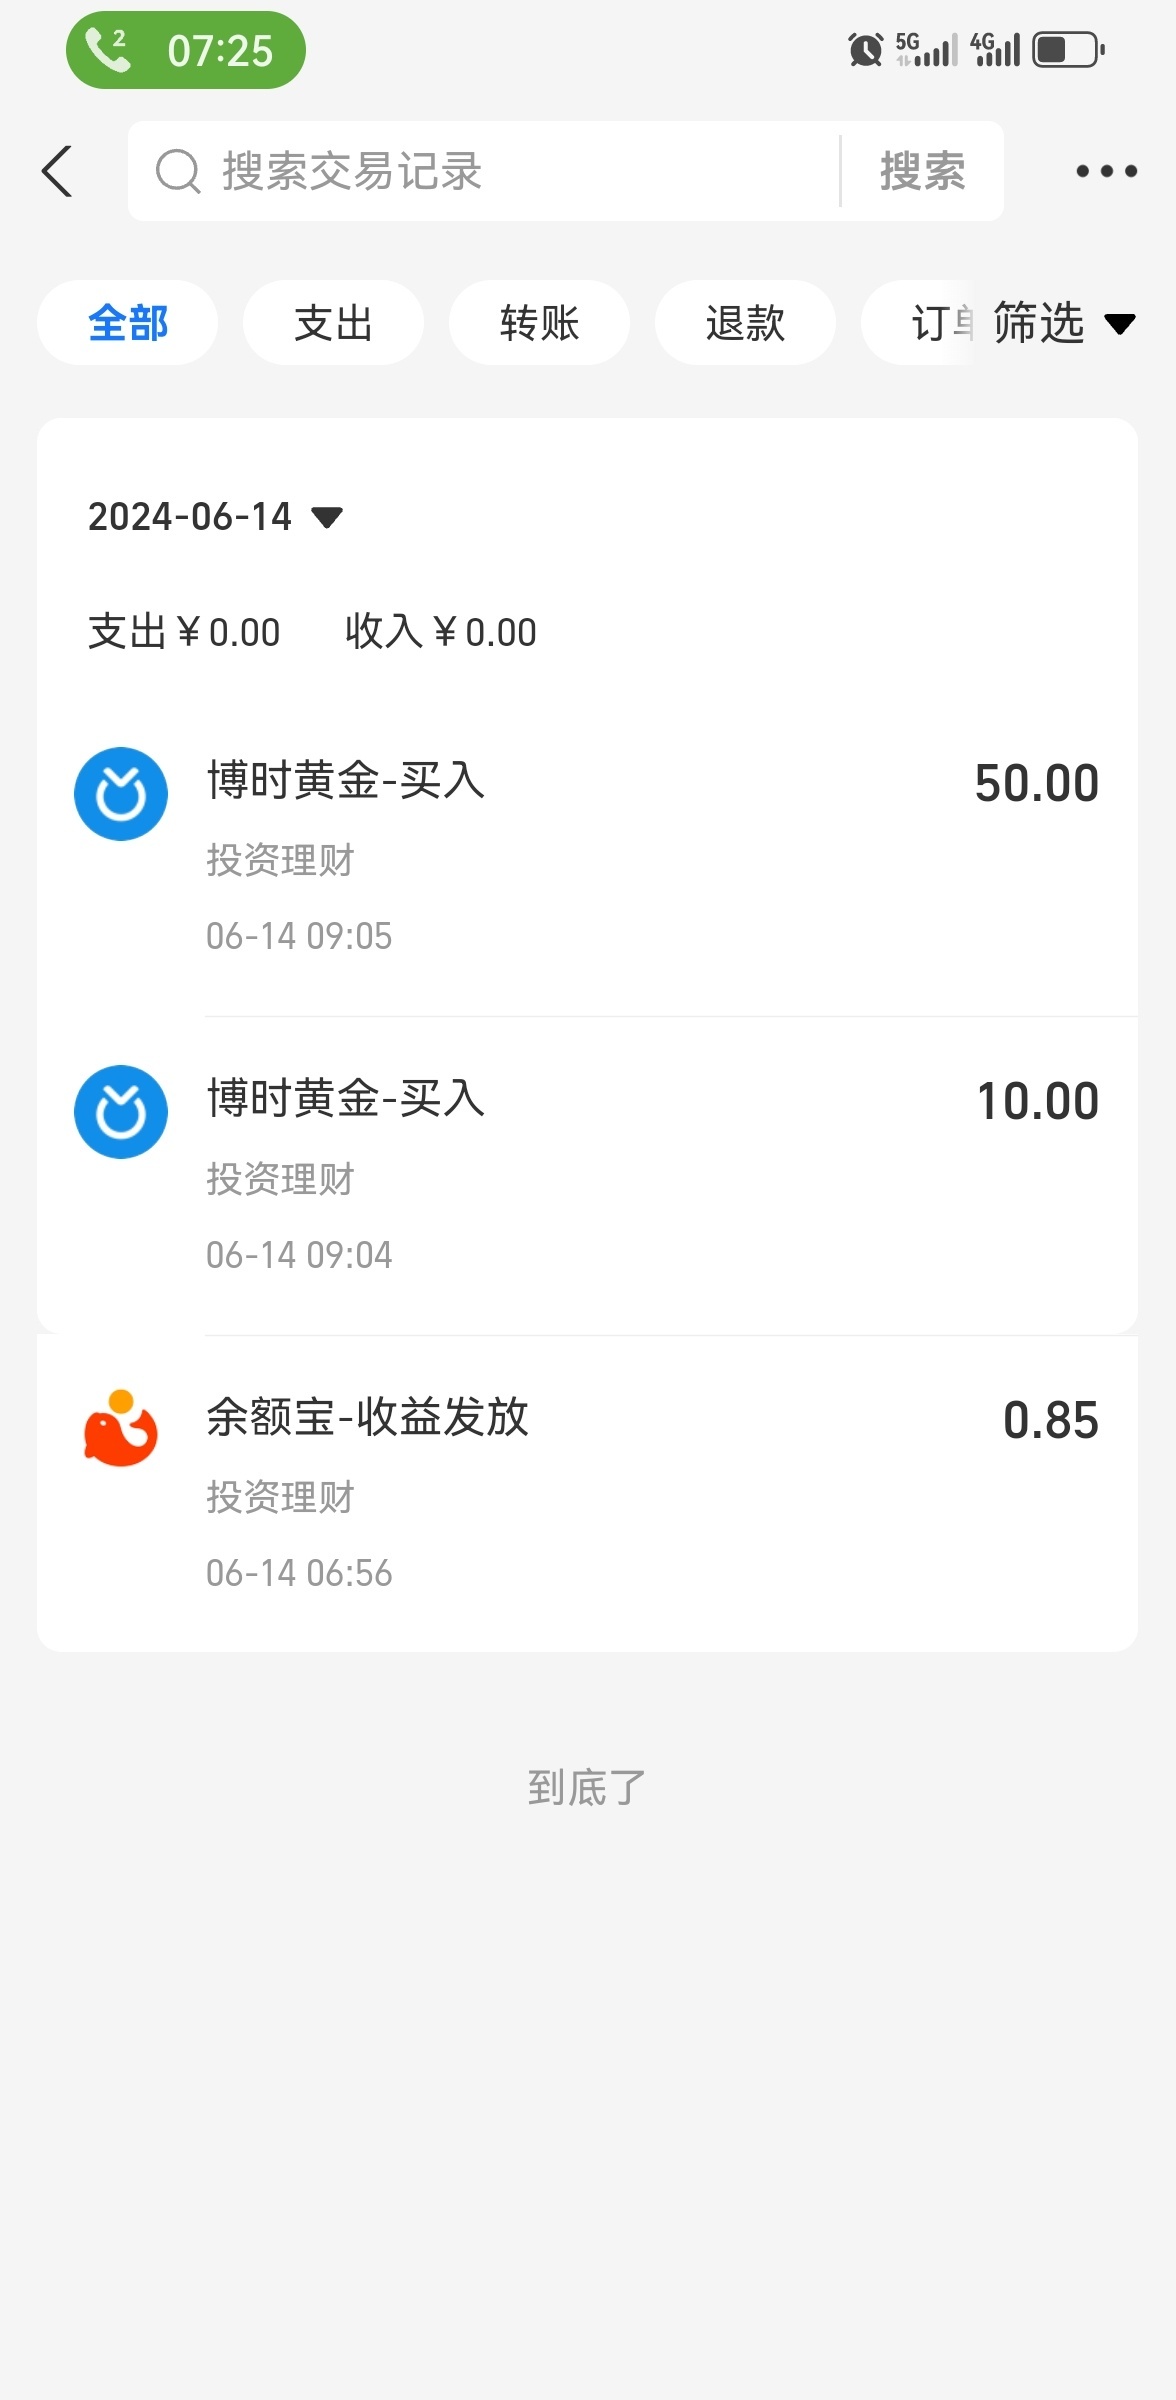 2 07:25 5G 4G
搜索交易记录 搜索
全部 支出 转账 退款 订单 筛选
2024-06-14
支出¥0.00 收入¥0.00
博时黄金-买入 50.00
投资理财
06-14 09:05
博时黄金-买入 10.00
投资理财
06-14 09:04
余额宝-收益发放 0.85
投资理财
06-14 06:56
到底了